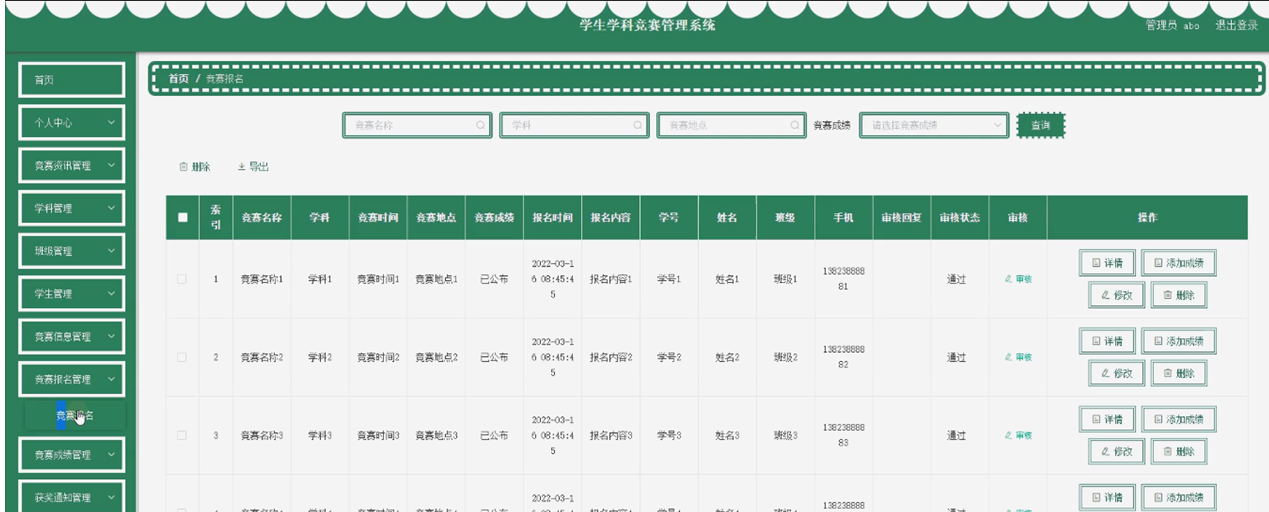 学生学科竞赛管理系统
管理员 abo 退出登录
首页
个人中心
竞赛资讯管理
学科管理
班级管理
学生管理
竞赛信息管理
竞赛报名管理
竞赛报名
竞赛成绩管理
获奖通知管理
首页 / 竞赛报名
竞赛名称 学科 竞赛地点 竞赛成绩 请选择竞赛成绩 查询
删除 导出
索引 竞赛名称 学科 竞赛时间 竞赛地点 竞赛成绩 报名时间 报名内容 学号 姓名 班级 手机 审核回复 审核状态 审核 操作
1 竞赛名称1 学科1 竞赛时间1 竞赛地点1 已公布 2022-03-16 08:45:45 报名内容1 学号1 姓名1 班级1 13823888881 通过 审核 详情 添加成绩
修改 删除
2 竞赛名称2 学科2 竞赛时间2 竞赛地点2 已公布 2022-03-16 08:45:45 报名内容2 学号2 姓名2 班级2 13823888882 通过 审核 详情 添加成绩
修改 删除
3 竞赛名称3 学科3 竞赛时间3 竞赛地点3 已公布 2022-03-16 08:45:45 报名内容3 学号3 姓名3 班级3 13823888883 通过 审核 详情 添加成绩
修改 删除
2022-03-1 138238888 详情 添加成绩